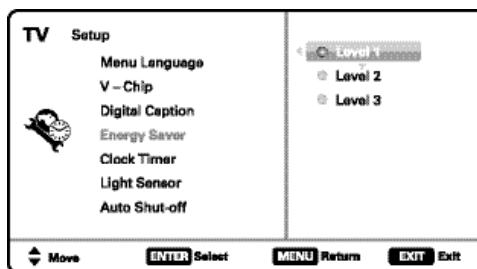 TV Setup
Menu Language
V – Chip
Digital Caption
Energy Saver
Clock Timer
Light Sensor
Auto Shut-off
Level 1
Level 2
Level 3
Move ENTER Select MENU Return EXIT Exit